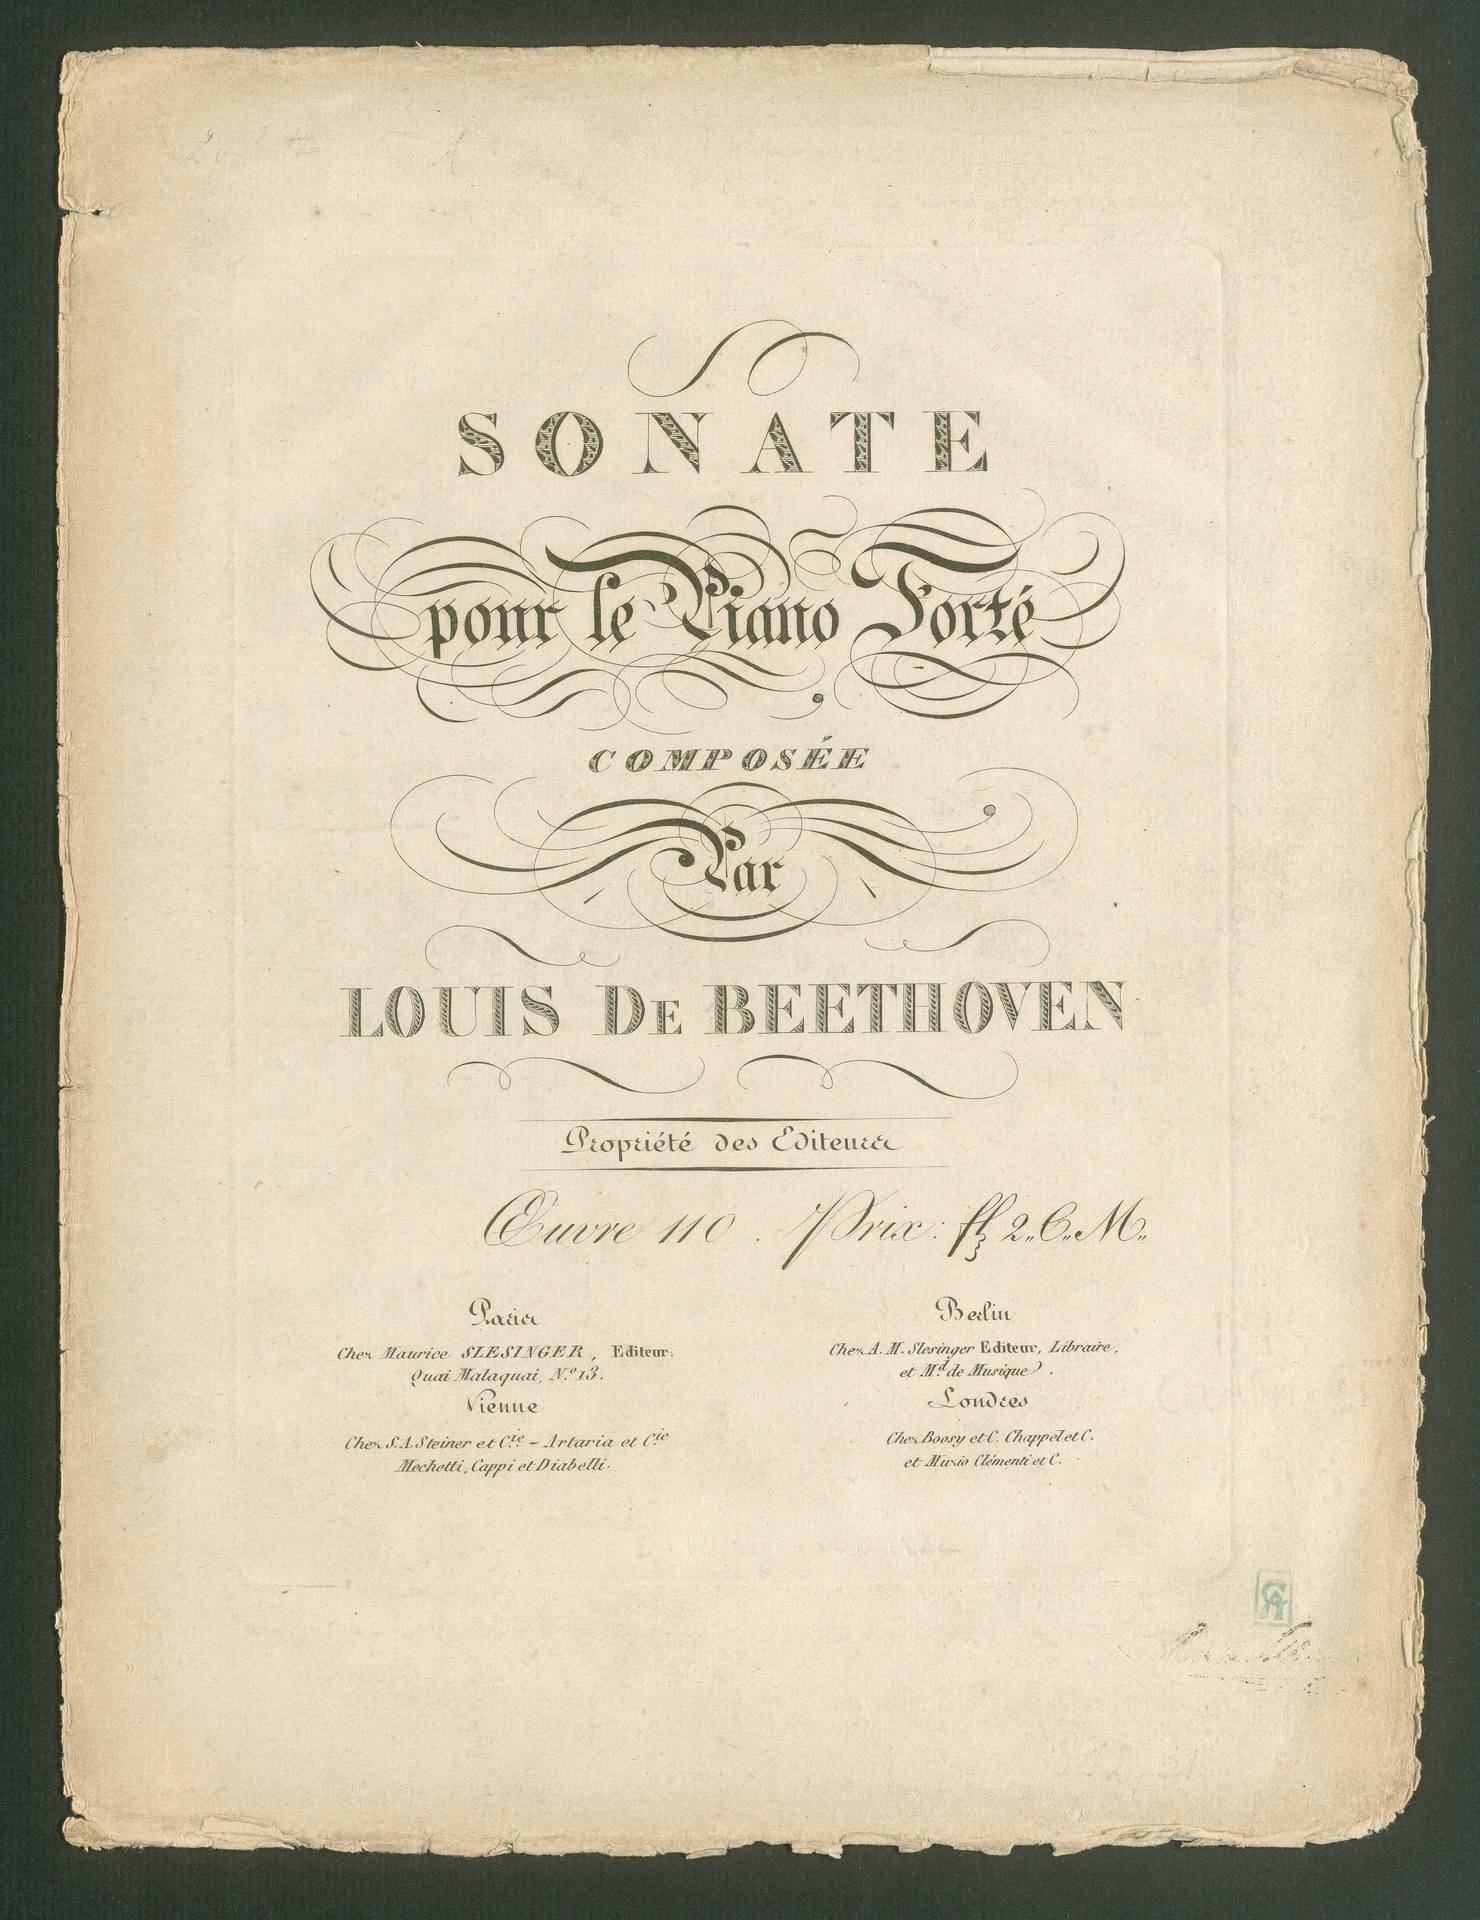 SONATE
pour le Piano Forté
COMPOSÉE
Par
LOUIS DE BEETHOVEN
Propriété des Editeurs
Œuvre 110. Prix: fl 2,, C,, M,,
Paris
Chez Maurice SLESINGER, Editeur.
Quai Malaquai, N.º 13.
Vienne
Chez S. A. Steiner et C.ie – Artaria et C.ie
Mechetti, Cappi et Diabelli.
Berlin
Chez A. M. Slesinger Editeur, Libraire,
et M.d de Musique.
Londres
Chez Boosy et C. Chappel et C.
et Muzio Clémenti et C.